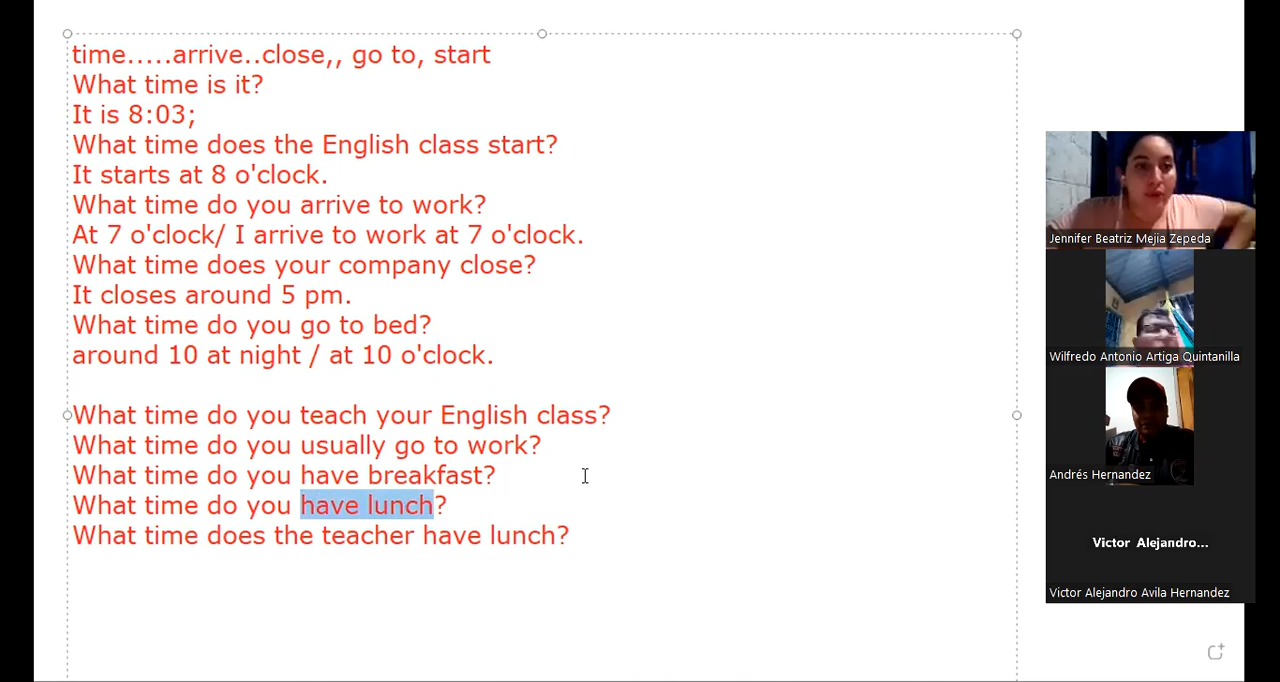 time.....arrive..close,, go to, start
What time is it?
It is 8:03;
What time does the English class start?
It starts at 8 o'clock.
What time do you arrive to work?
At 7 o'clock/ I arrive to work at 7 o'clock.
What time does your company close?
It closes around 5 pm.
What time do you go to bed?
around 10 at night / at 10 o'clock.
What time do you teach your English class?
What time do you usually go to work?
What time do you have breakfast?
What time do you have lunch?
What time does the teacher have lunch?
Jennifer Beatriz Mejia Zepeda
Wilfredo Antonio Artiga Quintanilla
Andrés Hernandez
Victor Alejandro...
Victor Alejandro Avila Hernandez